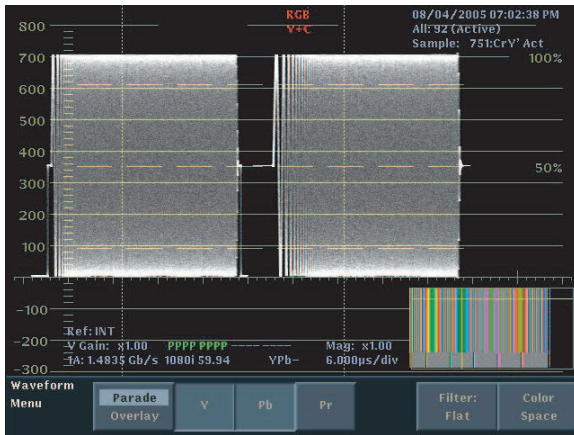 RGB
Y+C
08/04/2005 07:02:38 PM
All: 92 (Active)
Sample: 751:CrY' Act
800
700
100%
600
500
400
50%
300
200
100
-100
Ref: INT
-200
V Gain: x1.00 PPPP PPPP ---- ---- Mag: x1.00
1A: 1.4835 Gb/s 1080i 59.94 YPb- 6.000µs/div
-300
Waveform
Menu
Parade
Overlay
Y
Pb
Pr
Filter:
Flat
Color
Space